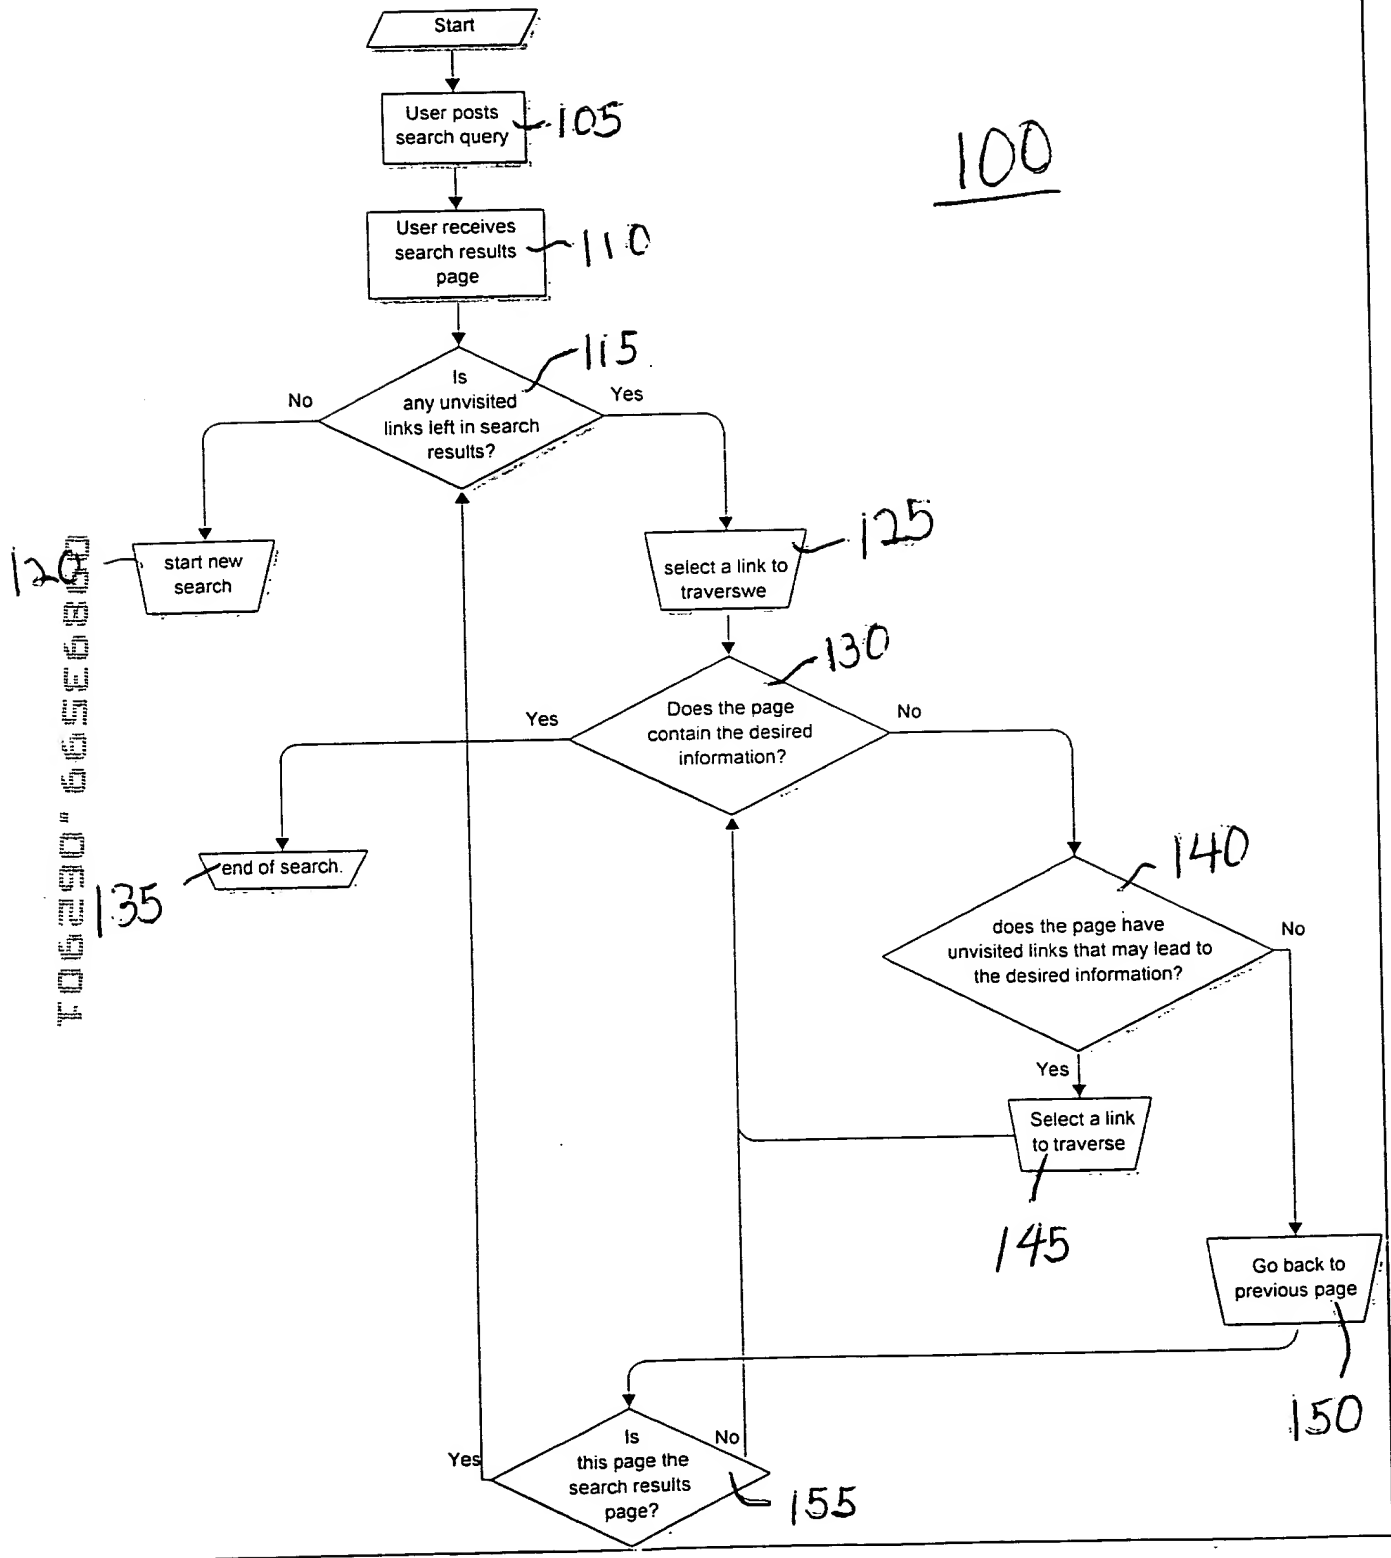 Start
User posts
search query
105
100
User receives
search results
page
110
115
Is
any unvisited
links left in search
results?
No
Yes
120
start new
search
125
select a link to
traverswe
130
Does the page
contain the desired
information?
Yes
No
end of search.
135
140
does the page have
unvisited links that may lead to
the desired information?
No
Yes
Select a link
to traverse
145
Go back to
previous page
150
Is
this page the
search results
page?
Yes
No
155